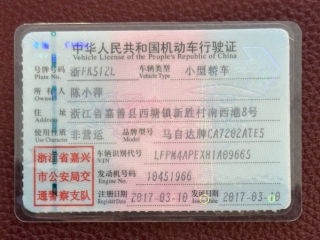 中华人民共和国机动车行驶证
Vehicle License of the People's Republic of China
号牌号码 浙FK51ZL 车辆类型 小型轿车
Plate No. Vehicle Type
所有人 陈小萍
Owner
住址 浙江省嘉善县西塘镇新胜村南西港8号
Address
使用性质 非营运 品牌型号 马自达牌CA7202ATE5
Use Character Model
浙江省嘉兴市公安局交通警察支队
车辆识别代号 LFPM4APEXH1A09665
VIN
发动机号码 10451966
Engine No.
注册日期 2017-03-10 发证日期 2017-03-10
Register Date Issue Date